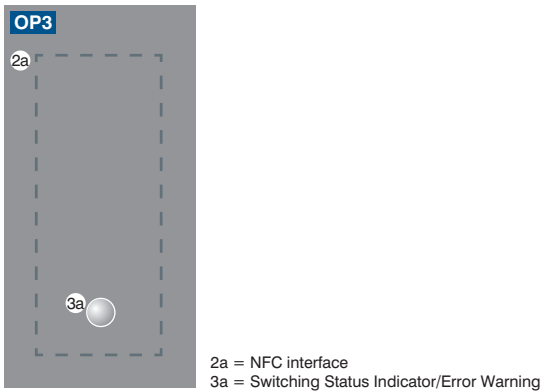 OP3
2a
3a
2a = NFC interface
3a = Switching Status Indicator/Error Warning